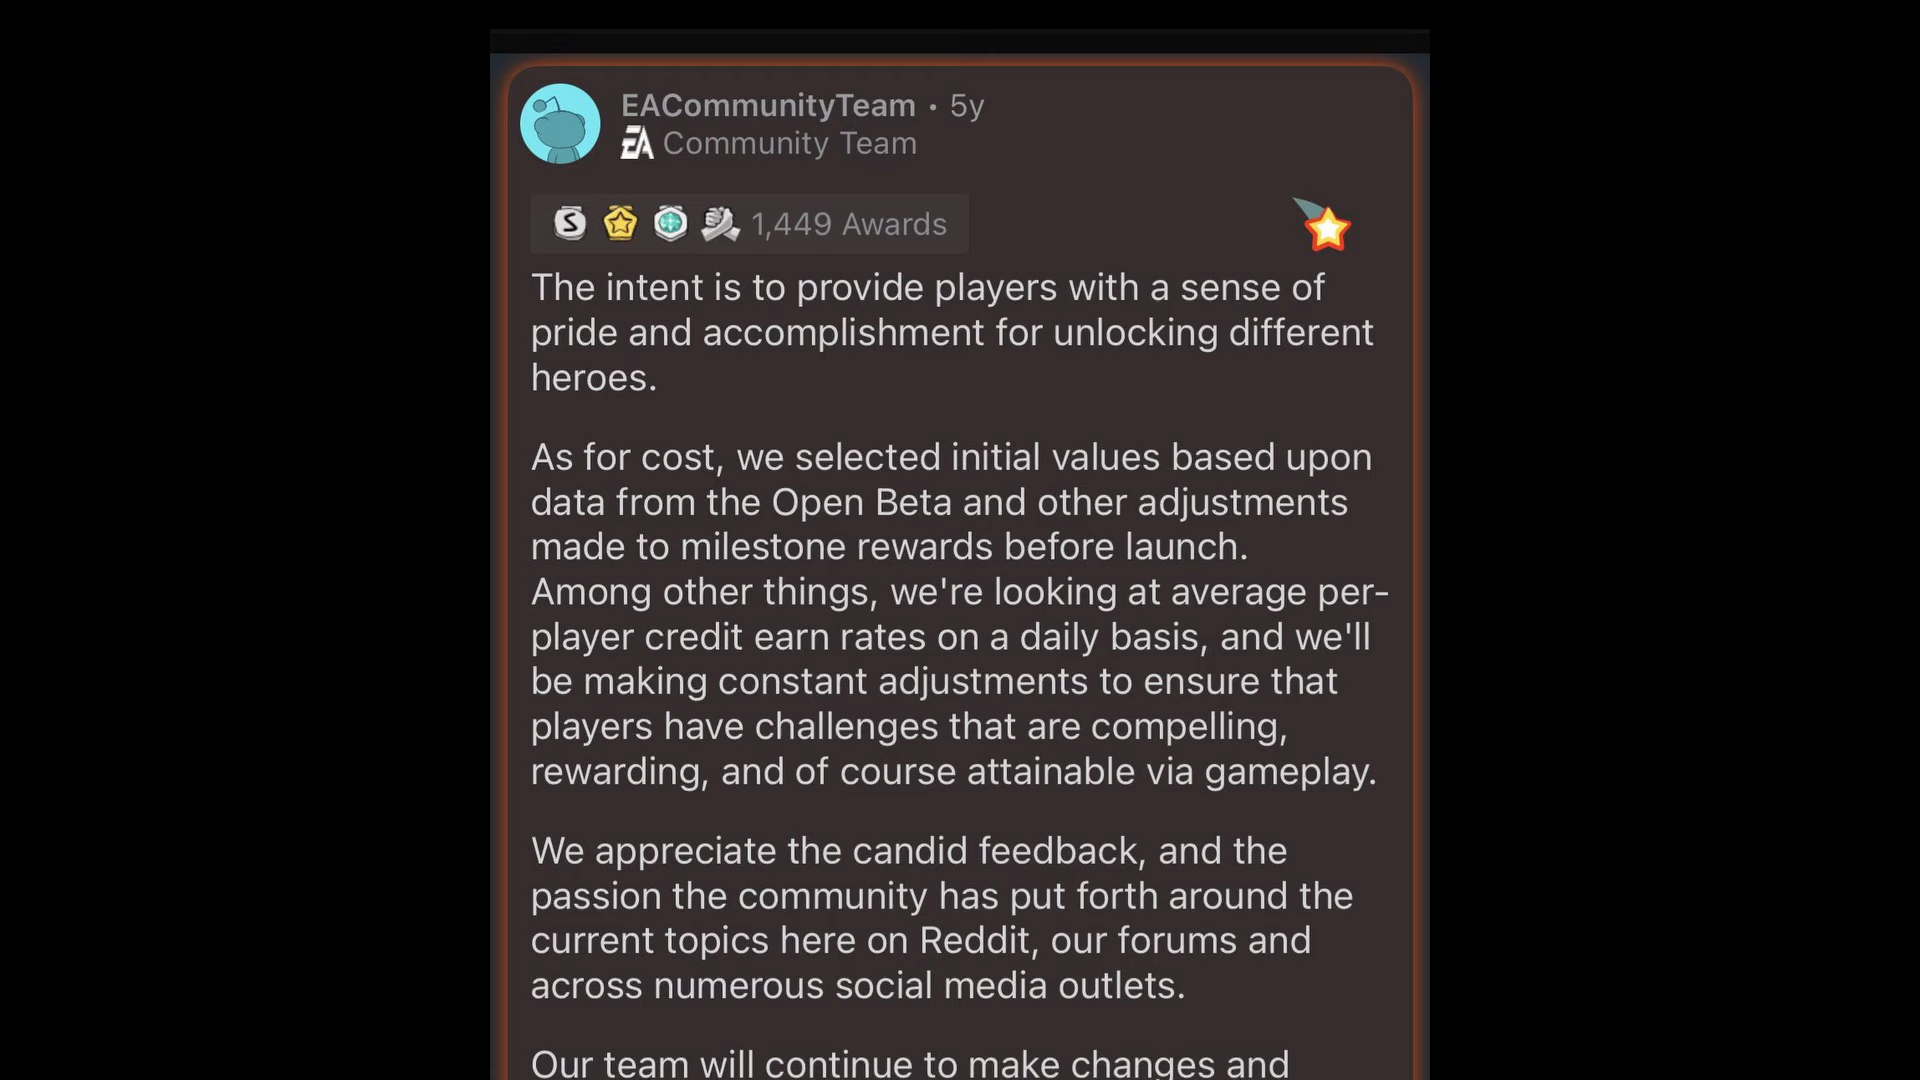 EACommunityTeam • 5y
EA Community Team
S 1,449 Awards
The intent is to provide players with a sense of
pride and accomplishment for unlocking different
heroes.
As for cost, we selected initial values based upon
data from the Open Beta and other adjustments
made to milestone rewards before launch.
Among other things, we're looking at average per-
player credit earn rates on a daily basis, and we'll
be making constant adjustments to ensure that
players have challenges that are compelling,
rewarding, and of course attainable via gameplay.
We appreciate the candid feedback, and the
passion the community has put forth around the
current topics here on Reddit, our forums and
across numerous social media outlets.
Our team will continue to make changes and